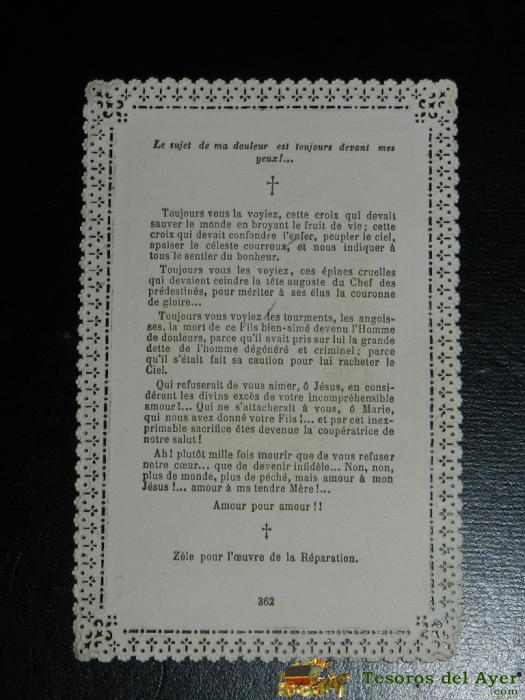 Le sujet de ma douleur est toujours devant mes
yeux!...
Toujours vous la voyiez, cette croix qui devait
sauver le monde en broyant le fruit de vie; cette
croix qui devait confondre l'enfer, peupler le ciel,
apaiser le céleste courroux, et nous indiquer à
tous le sentier du bonheur.
Toujours vous les voyiez, ces épines cruelles
qui devaient ceindre la tête auguste du Chef des
prédestinés, pour mériter à ses élus la couronne
de gloire...
Toujours vous voyiez les tourments, les angois-
ses, la mort de ce Fils bien-aimé devenu l'Homme
de douleurs, parce qu'il avait pris sur lui la grande
dette de l'homme dégénéré et criminel; parce
qu'il s'était fait sa caution pour lui racheter le
Ciel.
Qui refuserait de vous aimer, ô Jésus, en consi-
dérant les divins excès de votre incompréhensible
amour!... Qui ne s'attacherait à vous, ô Marie,
qui nous avez donné votre Fils!... et par cet inex-
primable sacrifice êtes devenue la coopératrice de
notre salut!
Ah! plutôt mille fois mourir que de vous refuser
notre cœur... que de devenir infidèle... Non, non,
plus de monde, plus de péché, mais amour à mon
Jésus!... amour à ma tendre Mère!...
Amour pour amour!!
Zèle pour l'œuvre de la Réparation.
362
Tesoros del Ayer
.com